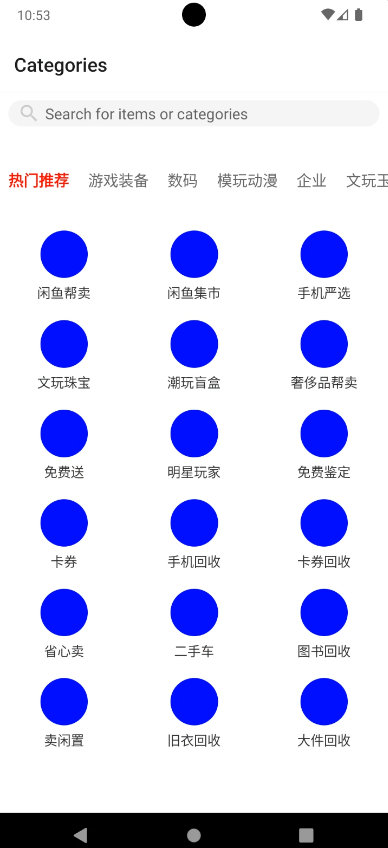 10:53
Categories
Search for items or categories
热门推荐 游戏装备 数码 模玩动漫 企业 文玩玉
闲鱼帮卖 闲鱼集市 手机严选
文玩珠宝 潮玩盲盒 奢侈品帮卖
免费送 明星玩家 免费鉴定
卡券 手机回收 卡券回收
省心卖 二手车 图书回收
卖闲置 旧衣回收 大件回收